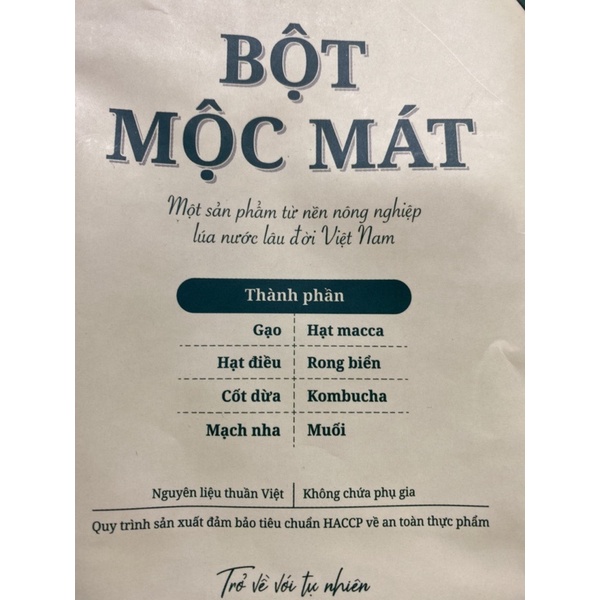 BỘT
MỘC MÁT
Một sản phẩm từ nền nông nghiệp
lúa nước lâu đời Việt Nam
Thành phần
Gạo Hạt macca
Hạt điều Rong biển
Cốt dừa Kombucha
Mạch nha Muối
Nguyên liệu thuần Việt Không chứa phụ gia
Quy trình sản xuất đảm bảo tiêu chuẩn HACCP về an toàn thực phẩm
Trở về với tự nhiên